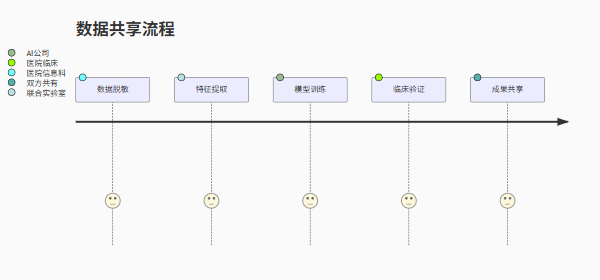 数据共享流程
AI公司
医院临床
医院信息科
双方共有
联合实验室
数据脱敏
特征提取
模型训练
临床验证
成果共享